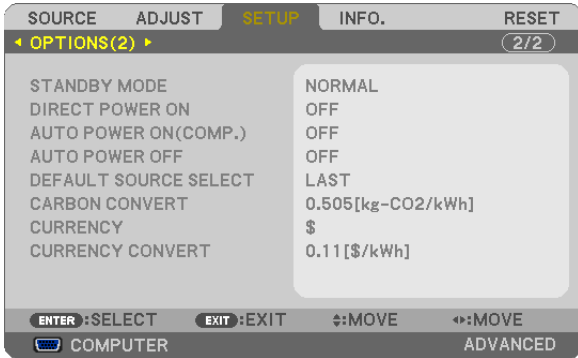 SOURCE ADJUST SETUP INFO. RESET
OPTIONS(2) 2/2
STANDBY MODE NORMAL
DIRECT POWER ON OFF
AUTO POWER ON(COMP.) OFF
AUTO POWER OFF OFF
DEFAULT SOURCE SELECT LAST
CARBON CONVERT 0.505[kg-CO2/kWh]
CURRENCY $
CURRENCY CONVERT 0.11[$/kWh]
ENTER :SELECT EXIT :EXIT :MOVE :MOVE
COMPUTER ADVANCED